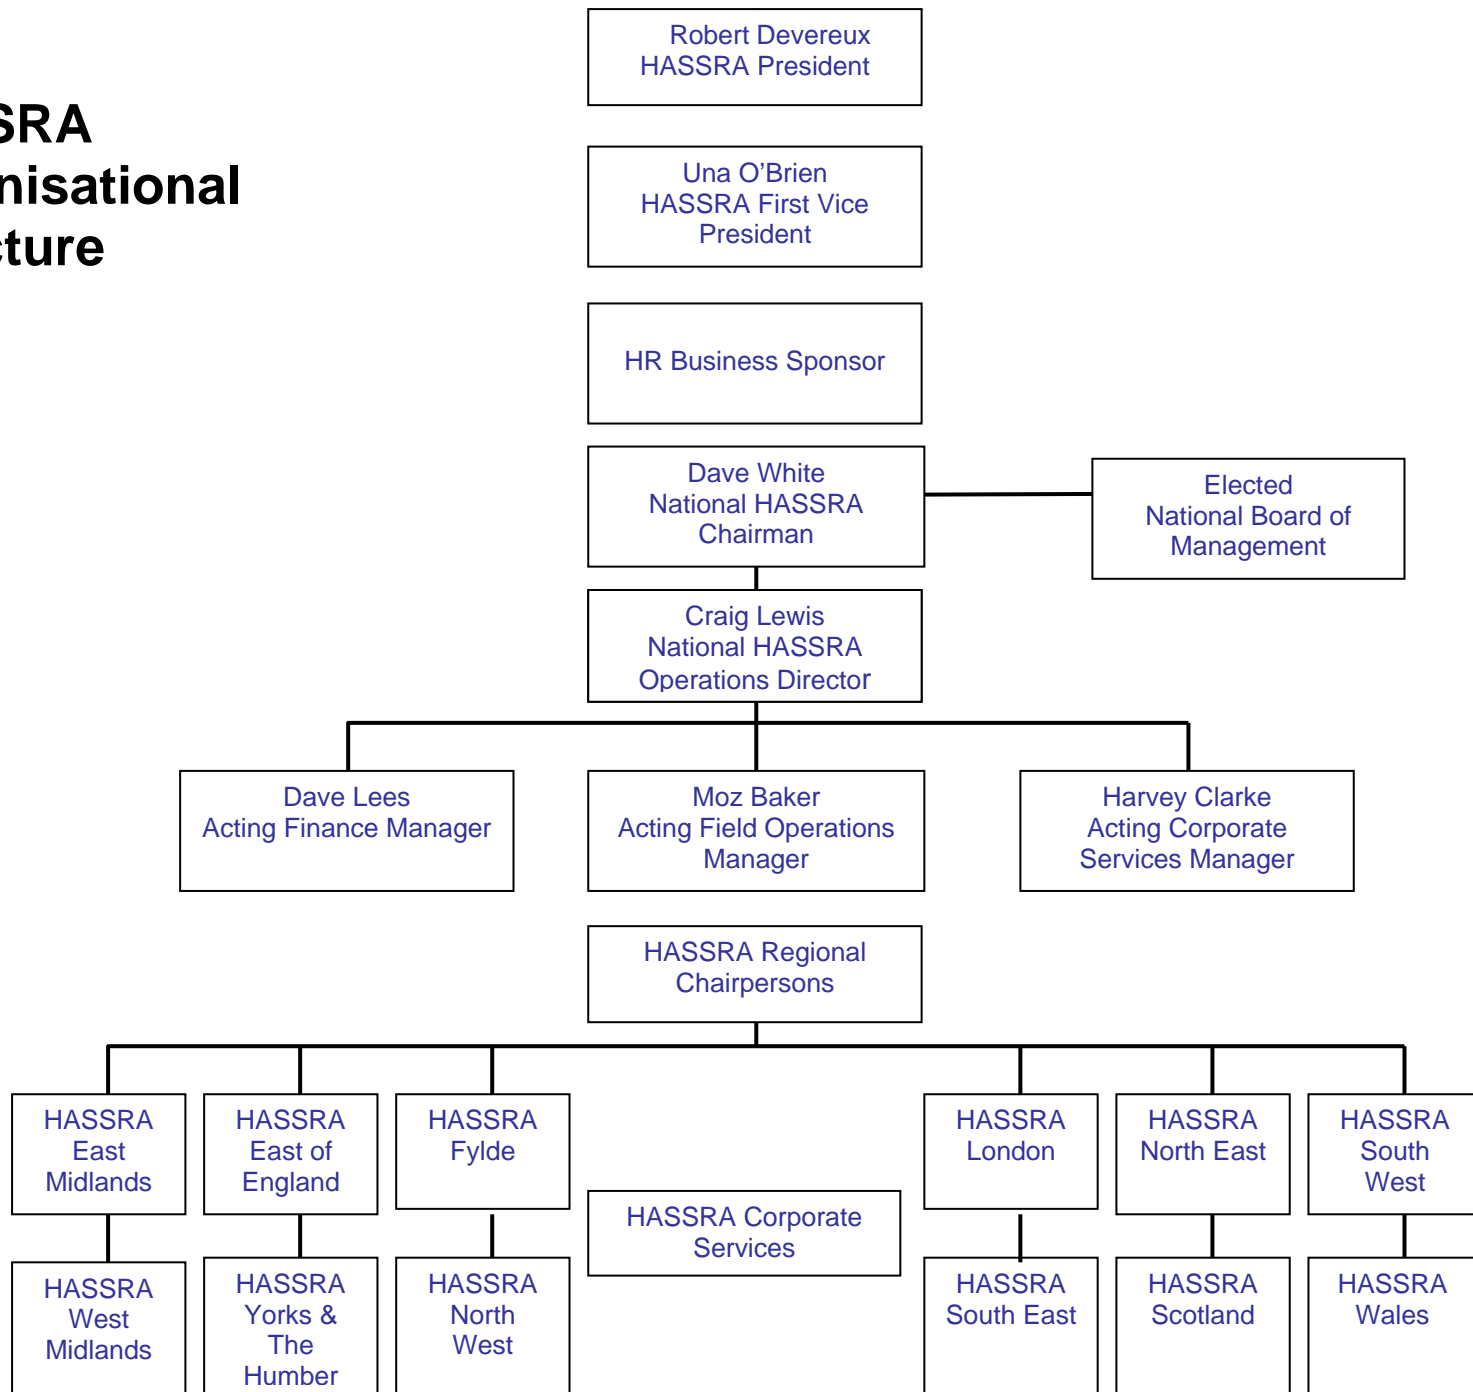 Robert Devereux
HASSRA President
SRA
nisational
cture
Una O'Brien
HASSRA First Vice
President
HR Business Sponsor
Dave White
National HASSRA
Chairman
Elected
National Board of
Management
Craig Lewis
National HASSRA
Operations Director
Dave Lees
Acting Finance Manager
Moz Baker
Acting Field Operations
Manager
Harvey Clarke
Acting Corporate
Services Manager
HASSRA Regional
Chairpersons
HASSRA
East
Midlands
HASSRA
East of
England
HASSRA
Fylde
HASSRA
London
HASSRA
North East
HASSRA
South
West
HASSRA Corporate
Services
HASSRA
West
Midlands
HASSRA
Yorks &
The
Humber
HASSRA
North
West
HASSRA
South East
HASSRA
Scotland
HASSRA
Wales